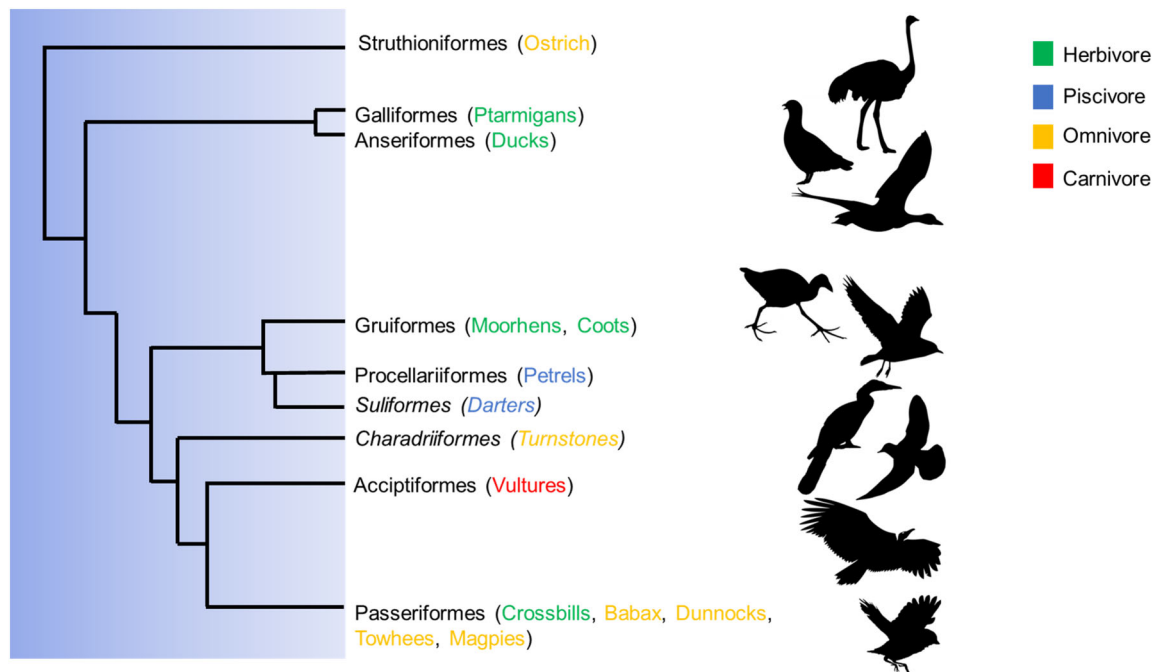 Struthioniformes (Ostrich)
Galliformes (Ptarmigans)
Anseriformes (Ducks)
Gruiformes (Moorhens, Coots)
Procellariiformes (Petrels)
Suliformes (Darters)
Charadriiformes (Turnstones)
Acciptiformes (Vultures)
Passeriformes (Crossbills, Babax, Dunnocks,
Towhees, Magpies)
Herbivore
Piscivore
Omnivore
Carnivore